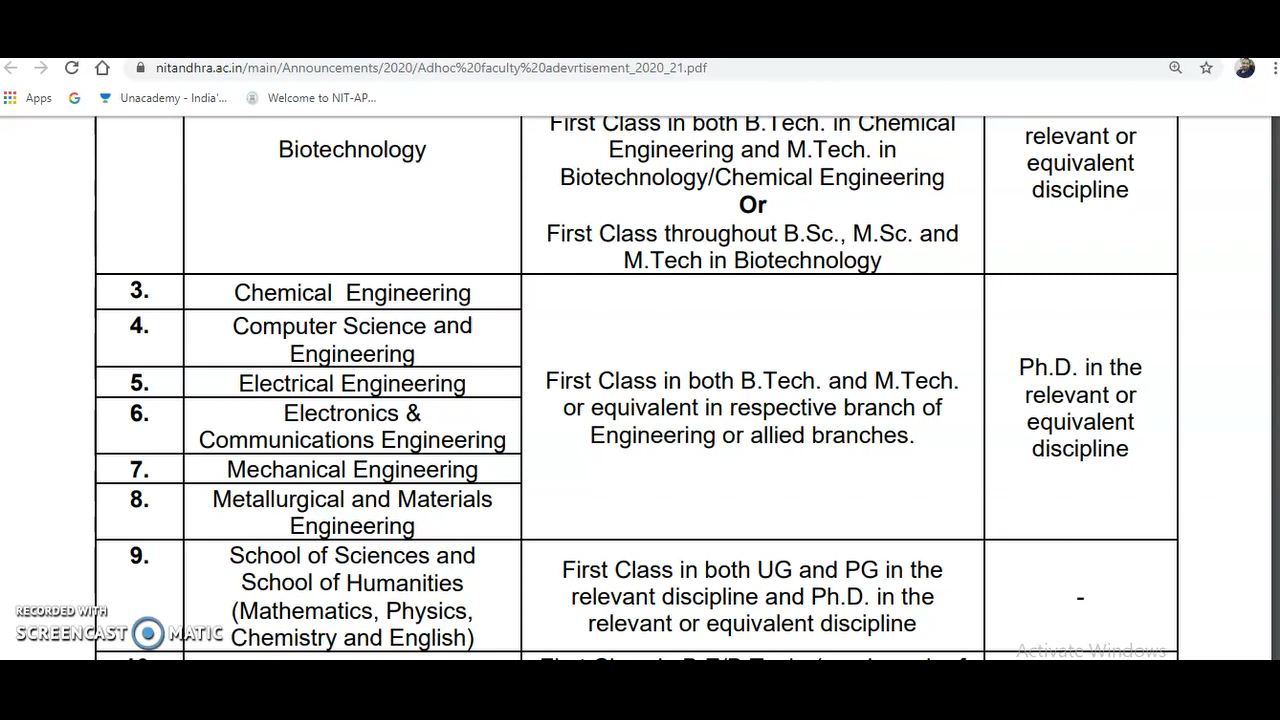 nitandhra.ac.in/main/Announcements/2020/Adhoc%20faculty%20adevrtisement_2020_21.pdf
Apps
Unacademy - India'...
Welcome to NIT-AP...
Biotechnology
First Class in both B.Tech. in Chemical
Engineering and M.Tech. in
Biotechnology/Chemical Engineering
Or
First Class throughout B.Sc., M.Sc. and
M.Tech in Biotechnology
relevant or
equivalent
discipline
3.
Chemical Engineering
4.
Computer Science and
Engineering
5.
Electrical Engineering
6.
Electronics &
Communications Engineering
7.
Mechanical Engineering
8.
Metallurgical and Materials
Engineering
First Class in both B.Tech. and M.Tech.
or equivalent in respective branch of
Engineering or allied branches.
Ph.D. in the
relevant or
equivalent
discipline
9.
School of Sciences and
School of Humanities
(Mathematics, Physics,
Chemistry and English)
First Class in both UG and PG in the
relevant discipline and Ph.D. in the
relevant or equivalent discipline
-
RECORDED WITH
SCREENCAST MATIC
Activate Windows